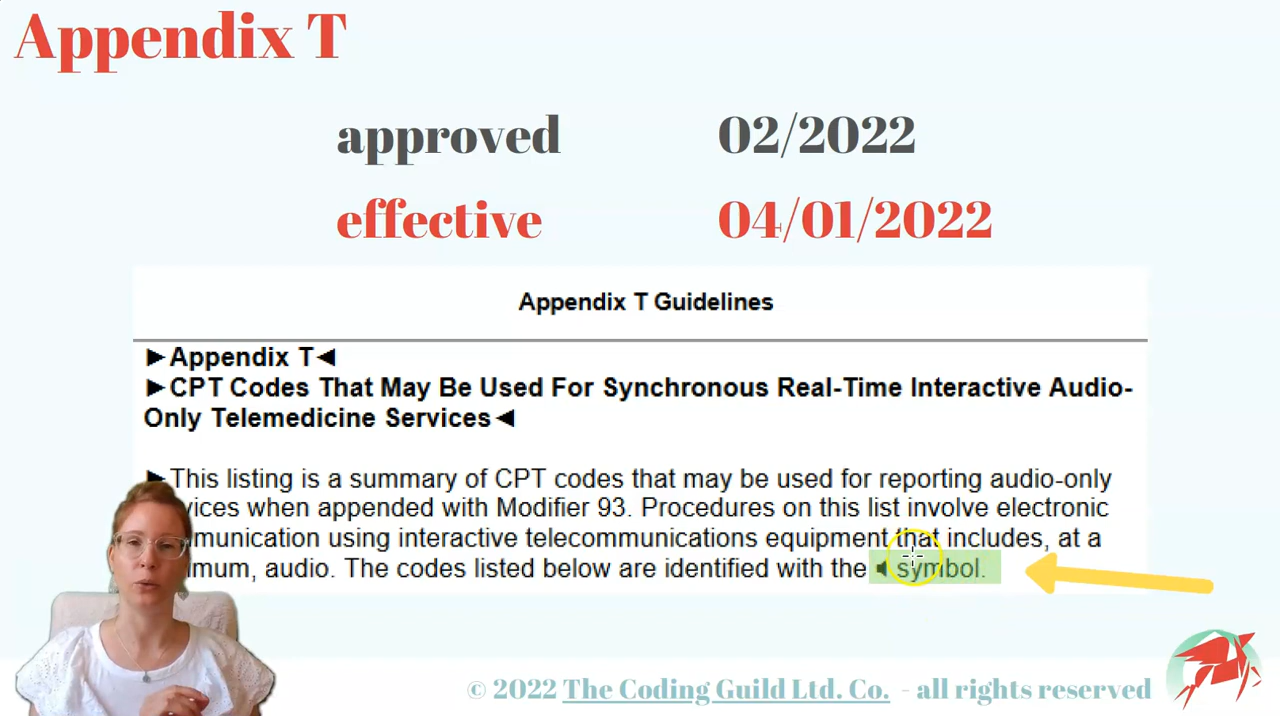 Appendix T
approved 02/2022
effective 04/01/2022
Appendix T Guidelines
►Appendix T◄
►CPT Codes That May Be Used For Synchronous Real-Time Interactive Audio-
Only Telemedicine Services◄
►This listing is a summary of CPT codes that may be used for reporting audio-only
when appended with Modifier 93. Procedures on this list involve electronic
using interactive telecommunications equipment that includes, at a
audio. The codes listed below are identified with the 🔈 symbol.
© 2022 The Coding Guild Ltd. Co. - all rights reserved